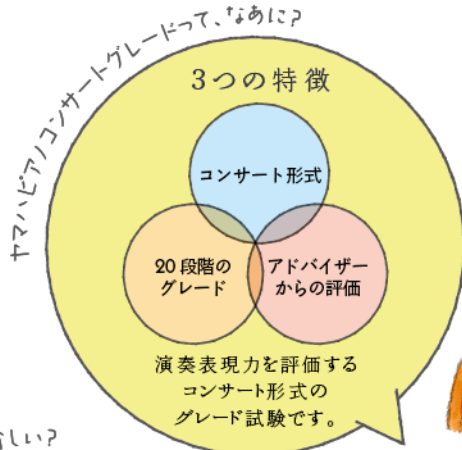 ヤマハピアノコンサートグレードって、なあに?
3つの特徴
コンサート形式
20段階の
グレード
アドバイザー
からの評価
演奏表現力を評価する
コンサート形式の
グレード試験です。
しい?